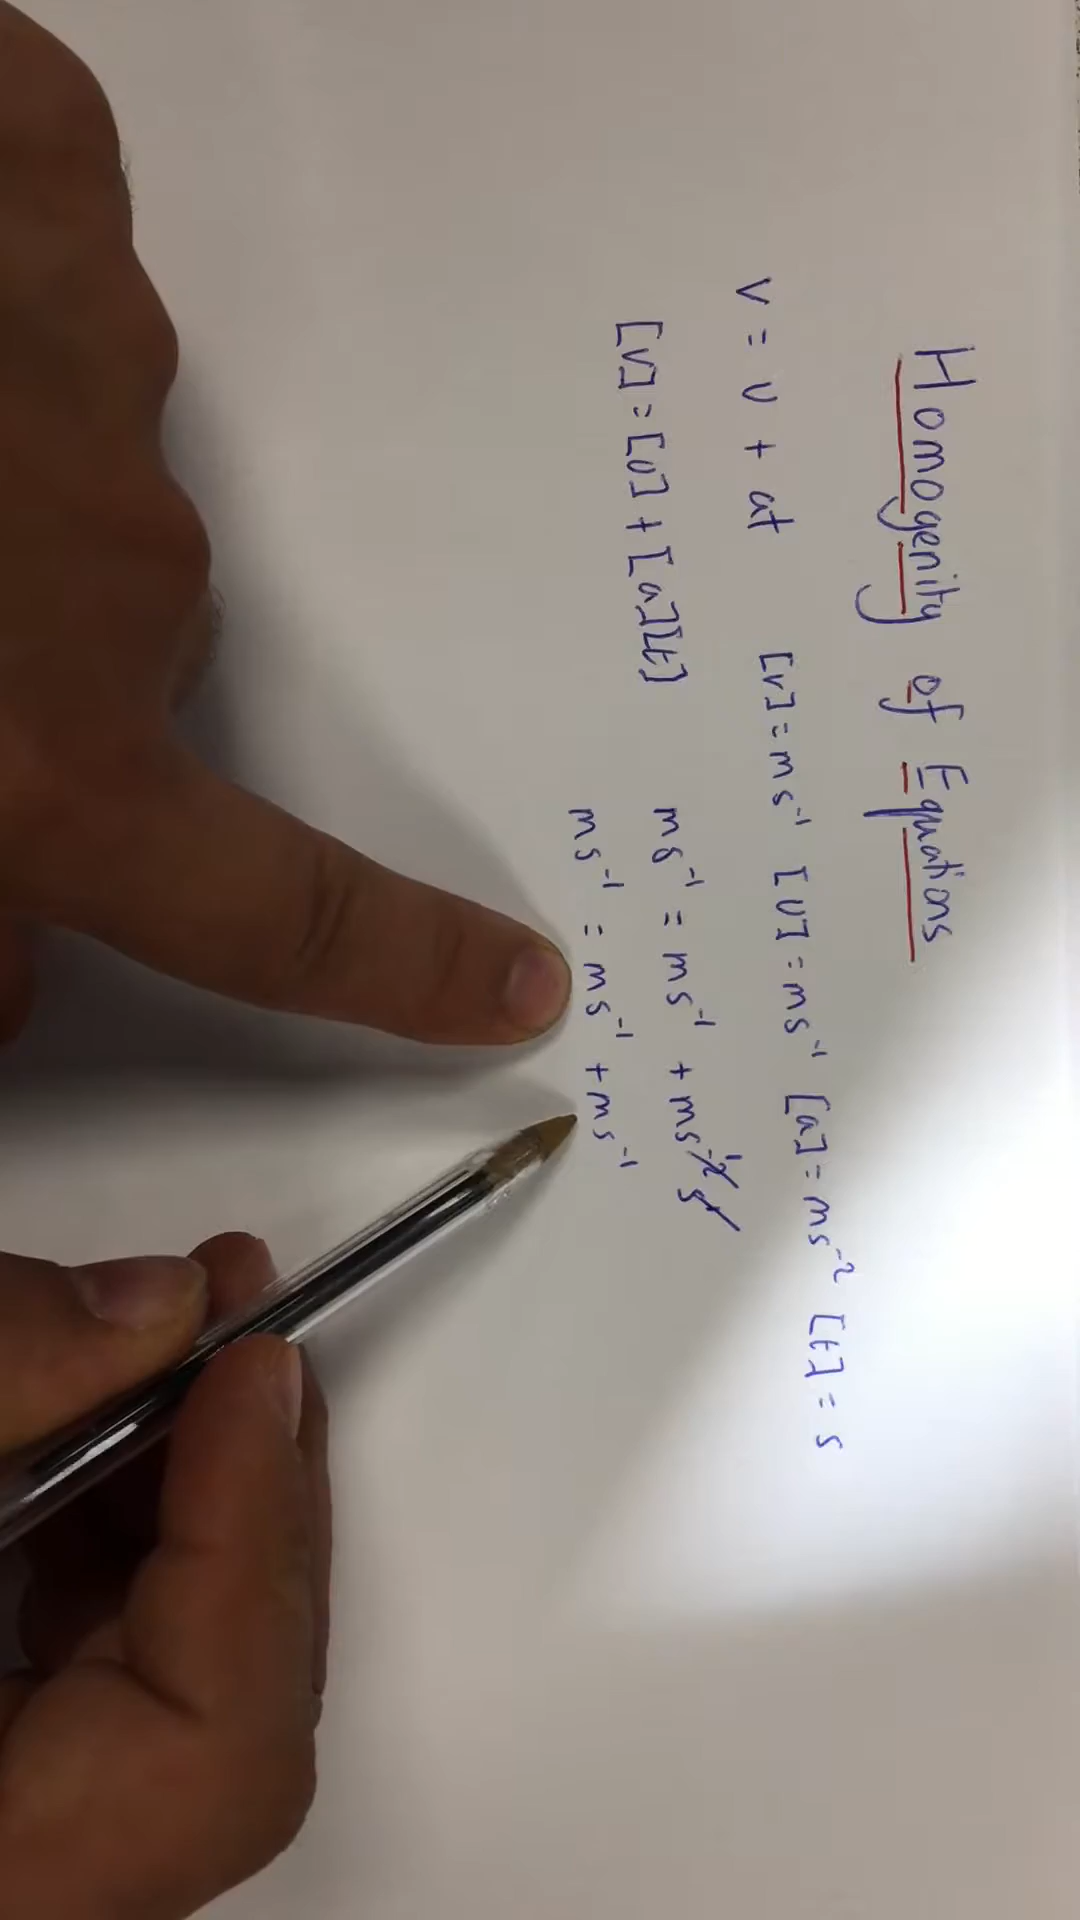 Homogenity of Equations
v = u + at [v] = ms⁻¹ [u] = ms⁻¹ [a] = ms⁻² [t] = s
[v] = [u] + [a][t]
ms⁻¹ = ms⁻¹ + ms⁻² s
ms⁻¹ = ms⁻¹ + ms⁻¹